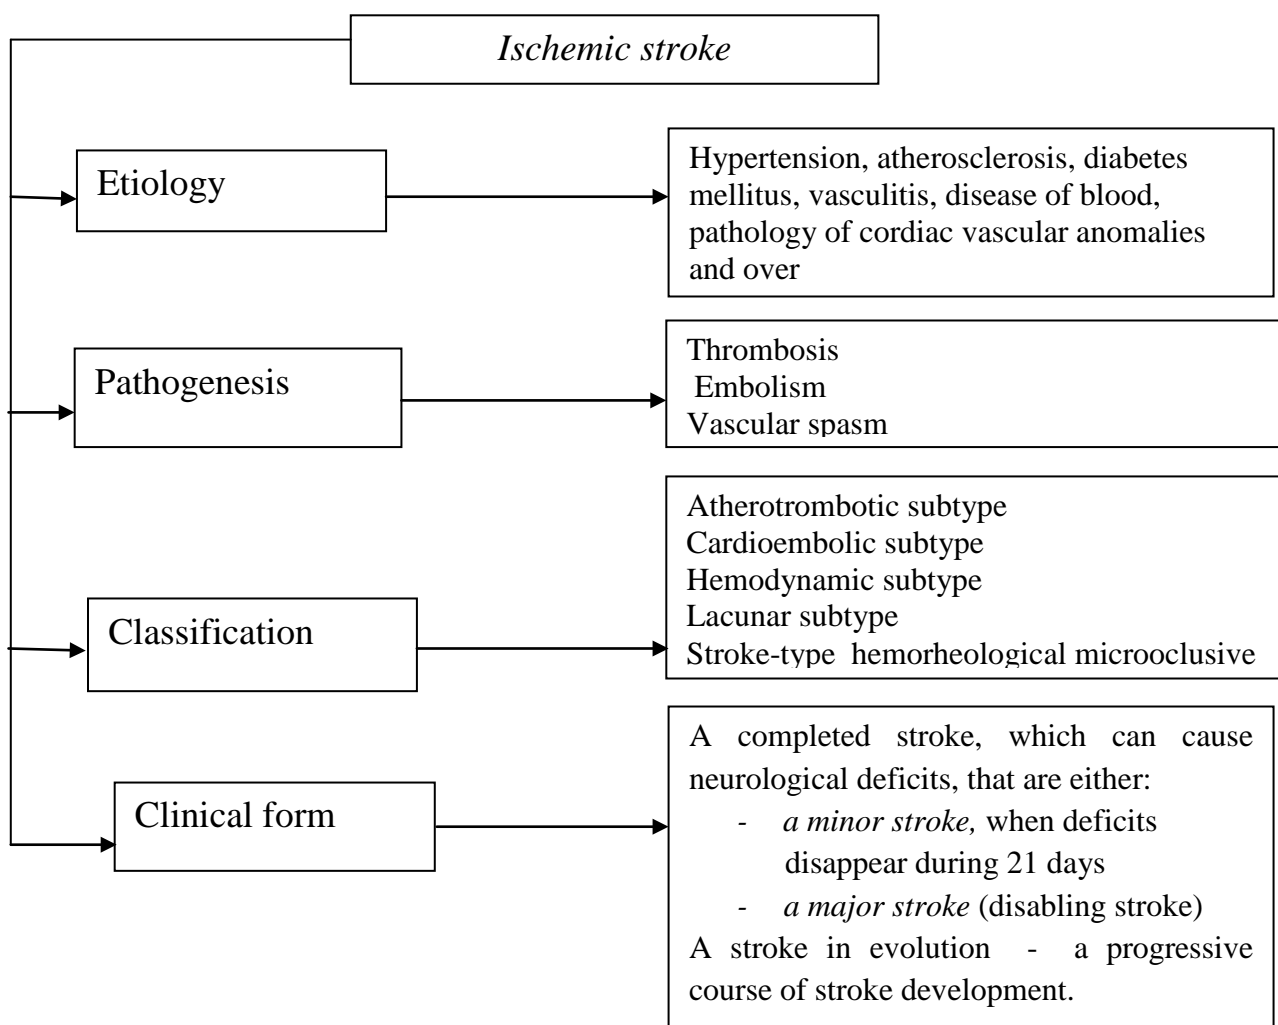 Ischemic stroke
Etiology
Hypertension, atherosclerosis, diabetes
mellitus, vasculitis, disease of blood,
pathology of cordiac vascular anomalies
and over
Pathogenesis
Thrombosis
Embolism
Vascular spasm
Classification
Atherotrombotic subtype
Cardioembolic subtype
Hemodynamic subtype
Lacunar subtype
Stroke-type hemorheological microoclusive
Clinical form
A completed stroke, which can cause
neurological deficits, that are either:
- a minor stroke, when deficits
disappear during 21 days
- a major stroke (disabling stroke)
A stroke in evolution - a progressive
course of stroke development.